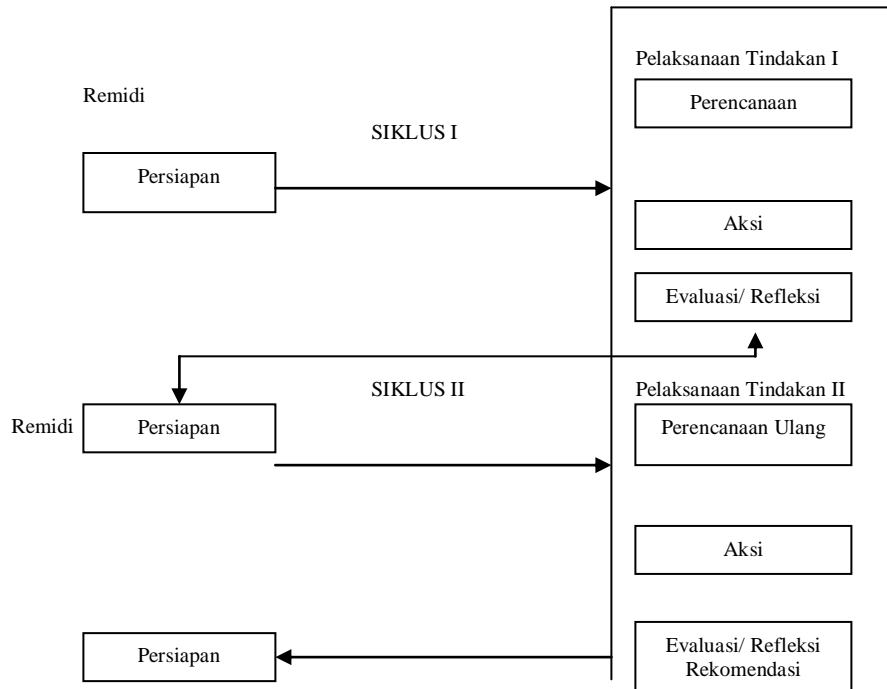 Pelaksanaan Tindakan I
Remidi
Perencanaan
SIKLUS I
Persiapan
Aksi
Evaluasi/ Refleksi
SIKLUS II
Pelaksanaan Tindakan II
Remidi
Persiapan
Perencanaan Ulang
Aksi
Persiapan
Evaluasi/ Refleksi
Rekomendasi